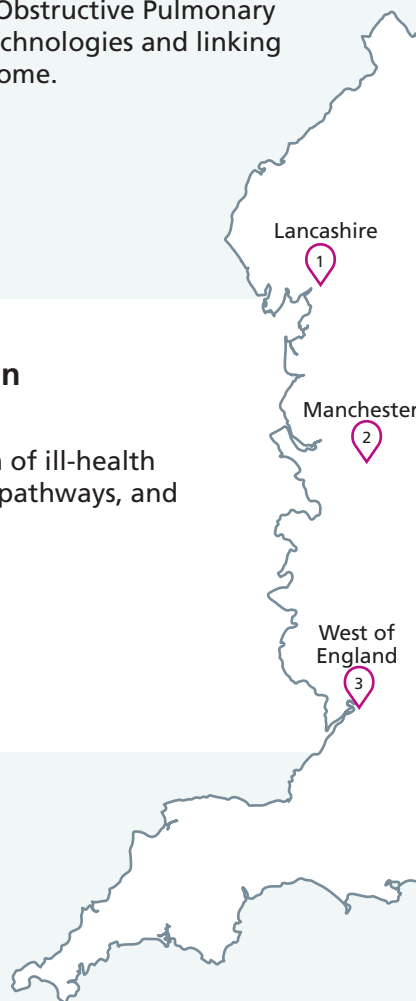 Obstructive Pulmonary
chnologies and linking
ome.
Lancashire
1
n
Manchester
2
of ill-health
pathways, and
West of
England
3